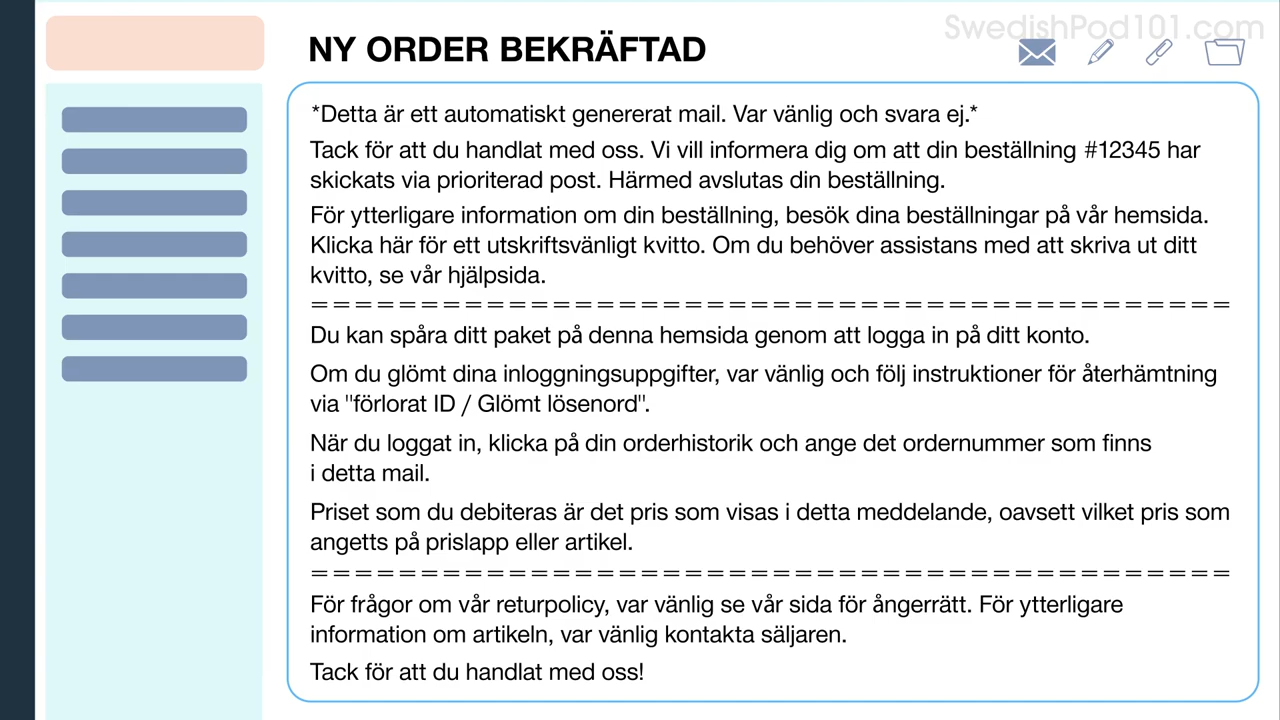 SwedishPod101.com
NY ORDER BEKRÄFTAD
*Detta är ett automatiskt genererat mail. Var vänlig och svara ej.*
Tack för att du handlat med oss. Vi vill informera dig om att din beställning #12345 har
skickats via prioriterad post. Härmed avslutas din beställning.
För ytterligare information om din beställning, besök dina beställningar på vår hemsida.
Klicka här för ett utskriftsvänligt kvitto. Om du behöver assistans med att skriva ut ditt
kvitto, se vår hjälpsida.
==========================================
Du kan spåra ditt paket på denna hemsida genom att logga in på ditt konto.
Om du glömt dina inloggningsuppgifter, var vänlig och följ instruktioner för återhämtning
via "förlorat ID / Glömt lösenord".
När du loggat in, klicka på din orderhistorik och ange det ordernummer som finns
i detta mail.
Priset som du debiteras är det pris som visas i detta meddelande, oavsett vilket pris som
angetts på prislapp eller artikel.
==========================================
För frågor om vår returpolicy, var vänlig se vår sida för ångerrätt. För ytterligare
information om artikeln, var vänlig kontakta säljaren.
Tack för att du handlat med oss!